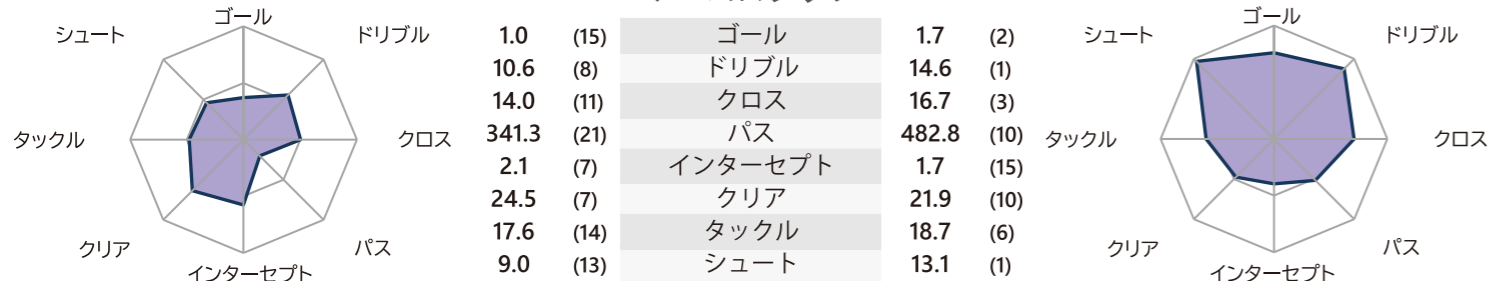 ゴール
シュート
ドリブル
タックル
クロス
クリア
パス
インターセプト
1.0 (15) ゴール 1.7 (2)
10.6 (8) ドリブル 14.6 (1)
14.0 (11) クロス 16.7 (3)
341.3 (21) パス 482.8 (10)
2.1 (7) インターセプト 1.7 (15)
24.5 (7) クリア 21.9 (10)
17.6 (14) タックル 18.7 (6)
9.0 (13) シュート 13.1 (1)
ゴール
シュート
ドリブル
タックル
クロス
クリア
パス
インターセプト